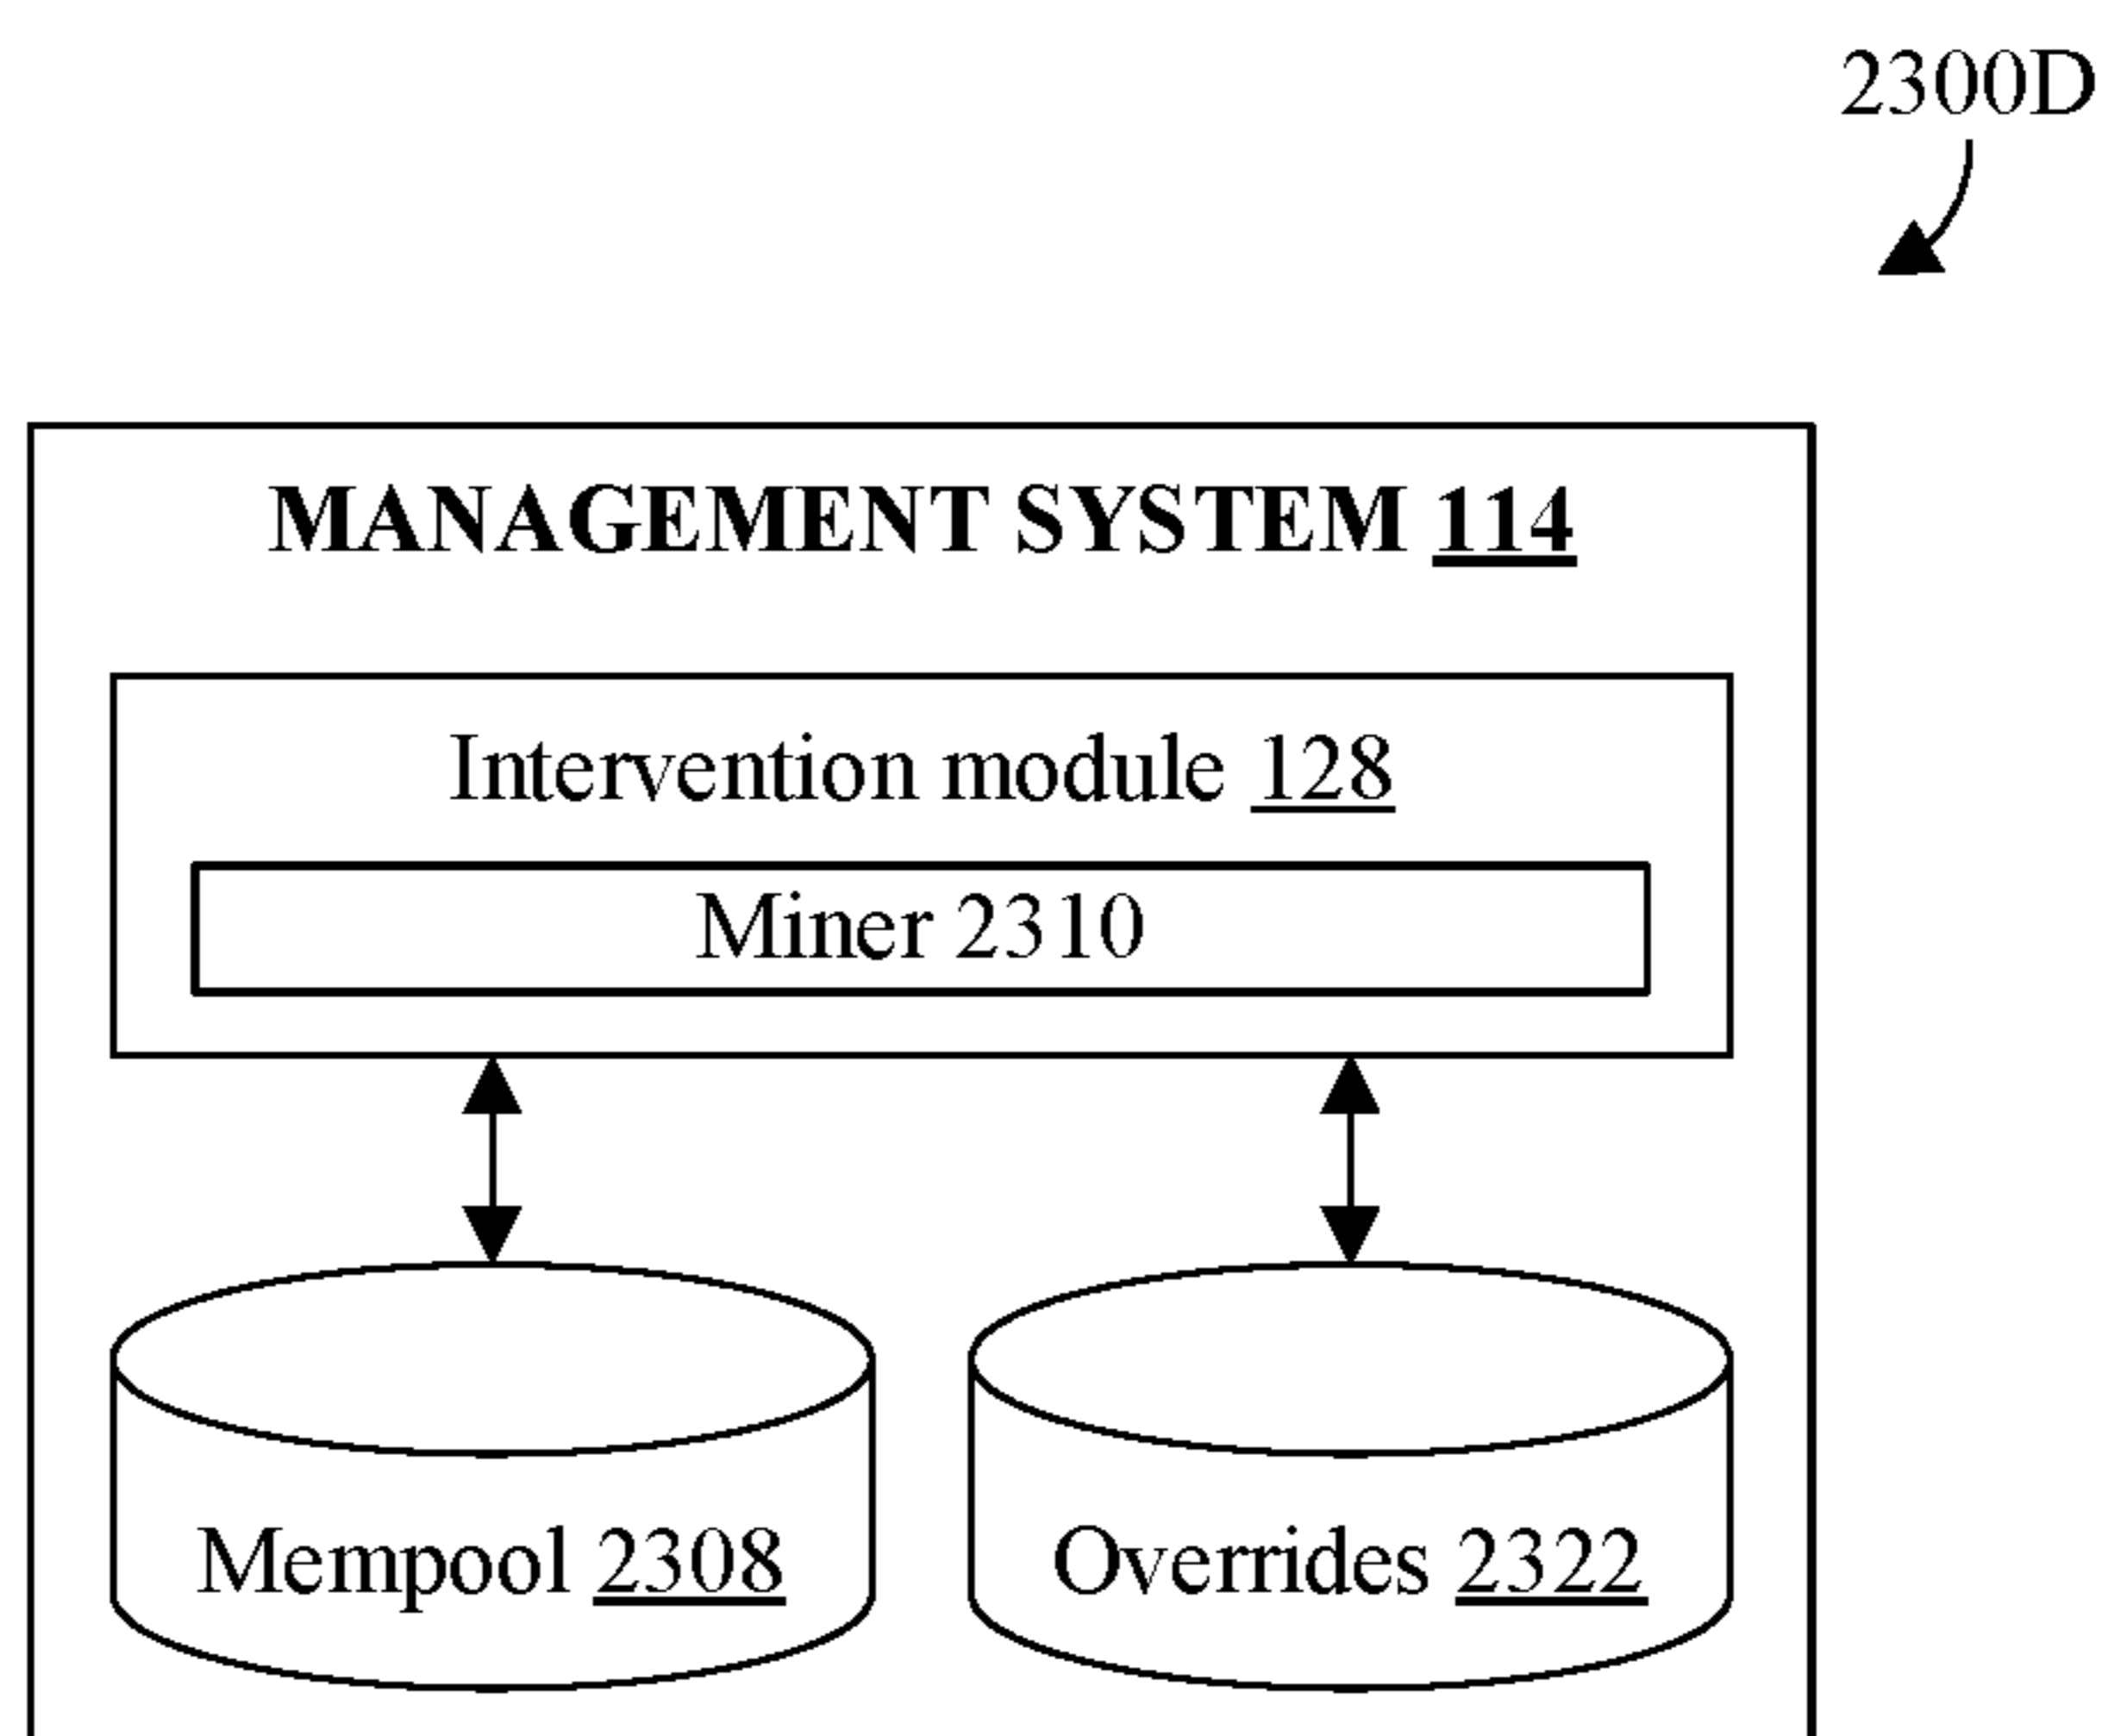 2300D
MANAGEMENT SYSTEM 114
Intervention module 128
Miner 2310
Mempool 2308
Overrides 2322